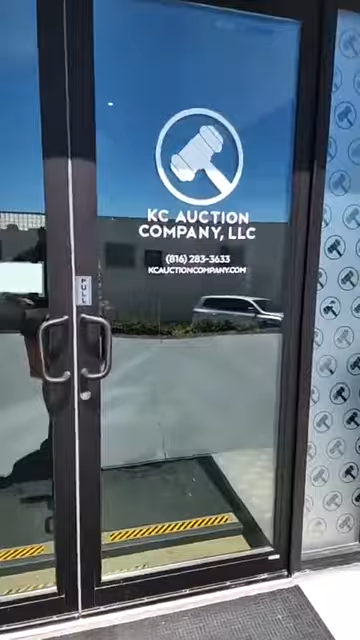 KC AUCTION
COMPANY, LLC
(816) 283-3633
KCAUCTIONCOMPANY.COM
PULL